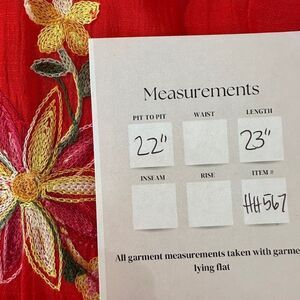 Measurements
PIT TO PIT WAIST LENGTH
22" 23"
INSEAM RISE ITEM #
HH567
All garment measurements taken with garme
lying flat